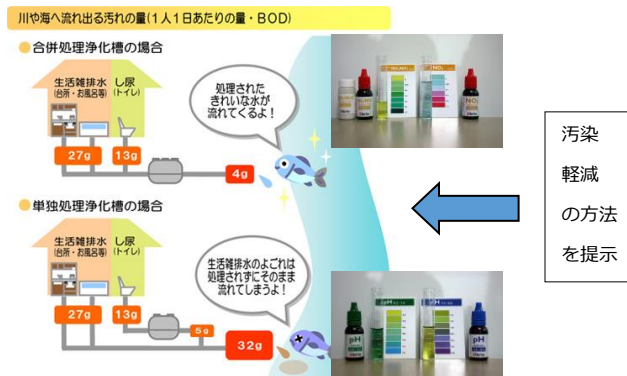 川や海へ流れ出る汚れの量(1人1日あたりの量・BOD)
合併処理浄化槽の場合
生活雑排水
(台所・お風呂等)
し尿
(トイレ)
27g
13g
4g
処理された
きれいな水が
流れてくるよ！
単独処理浄化槽の場合
生活雑排水
(台所・お風呂等)
し尿
(トイレ)
27g
13g
5g
32g
生活雑排水のよごれは
処理されずにそのまま
流れてしまうよ！
NO₃
pH
pH
pH
pH
汚染
軽減
の方法
を提示